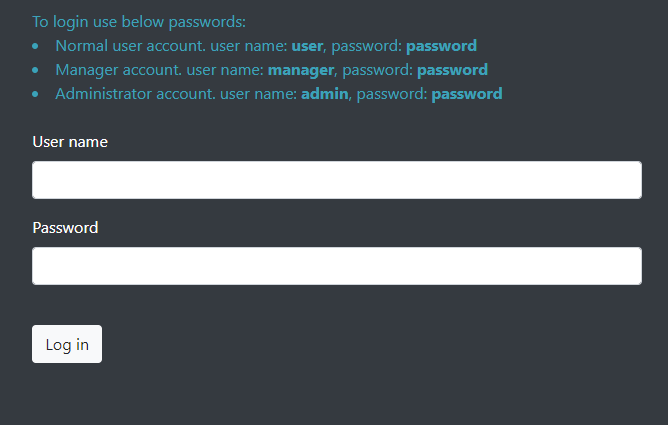 To login use below passwords:
• Normal user account. user name: user, password: password
• Manager account. user name: manager, password: password
• Administrator account. user name: admin, password: password
User name
Password
Log in